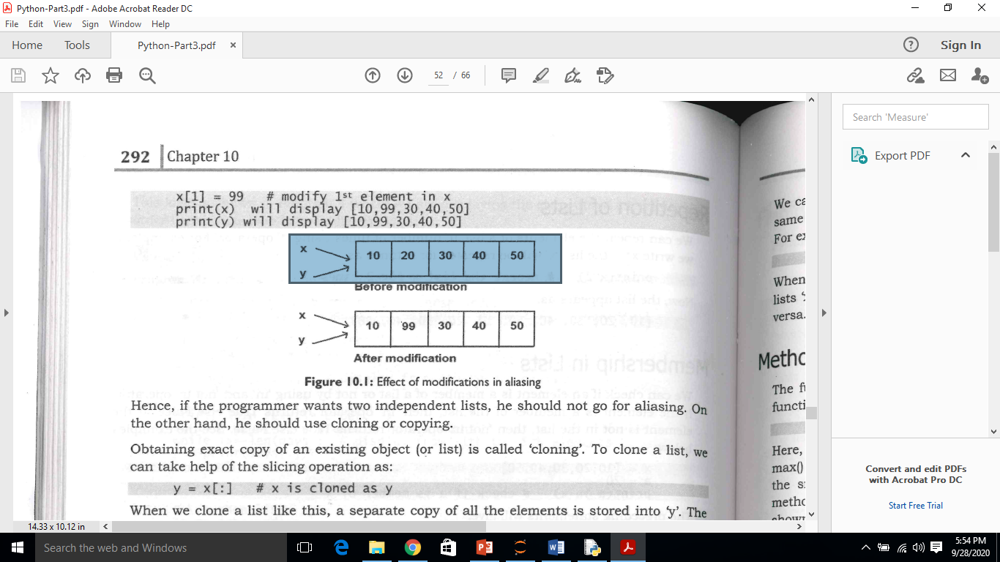 Python-Part3.pdf - Adobe Acrobat Reader DC
File Edit View Sign Window Help
Home Tools Python-Part3.pdf × ? Sign In
52 / 66
Search 'Measure'
Export PDF
292 Chapter 10
x[1] = 99 # modify 1st element in x
print(x) will display [10,99,30,40,50]
print(y) will display [10,99,30,40,50]
x
10 20 30 40 50
y
Before modification
x
10 99 30 40 50
y
After modification
Figure 10.1: Effect of modifications in aliasing
Hence, if the programmer wants two independent lists, he should not go for aliasing. On
the other hand, he should use cloning or copying.
Obtaining exact copy of an existing object (or list) is called 'cloning'. To clone a list, we
can take help of the slicing operation as:
y = x[:] # x is cloned as y
When we clone a list like this, a separate copy of all the elements is stored into 'y'. The
We ca
same
For ex
When
lists
versa.
Metho
The f
functi
Here,
max()
the s
metho
shown
Convert and edit PDFs
with Acrobat Pro DC
Start Free Trial
14.33 x 10.12 in
Search the web and Windows
5:54 PM
9/28/2020